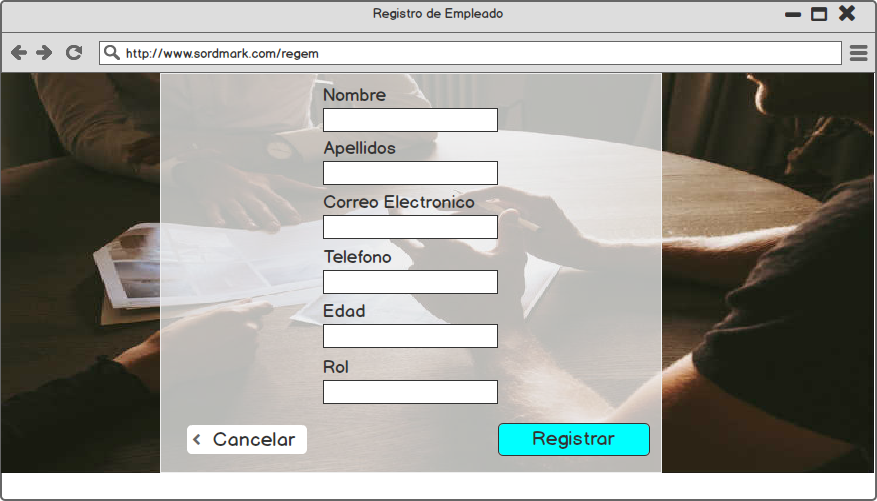 Registro de Empleado
http://www.sordmark.com/regem
Nombre
Apellidos
Correo Electronico
Telefono
Edad
Rol
Cancelar
Registrar